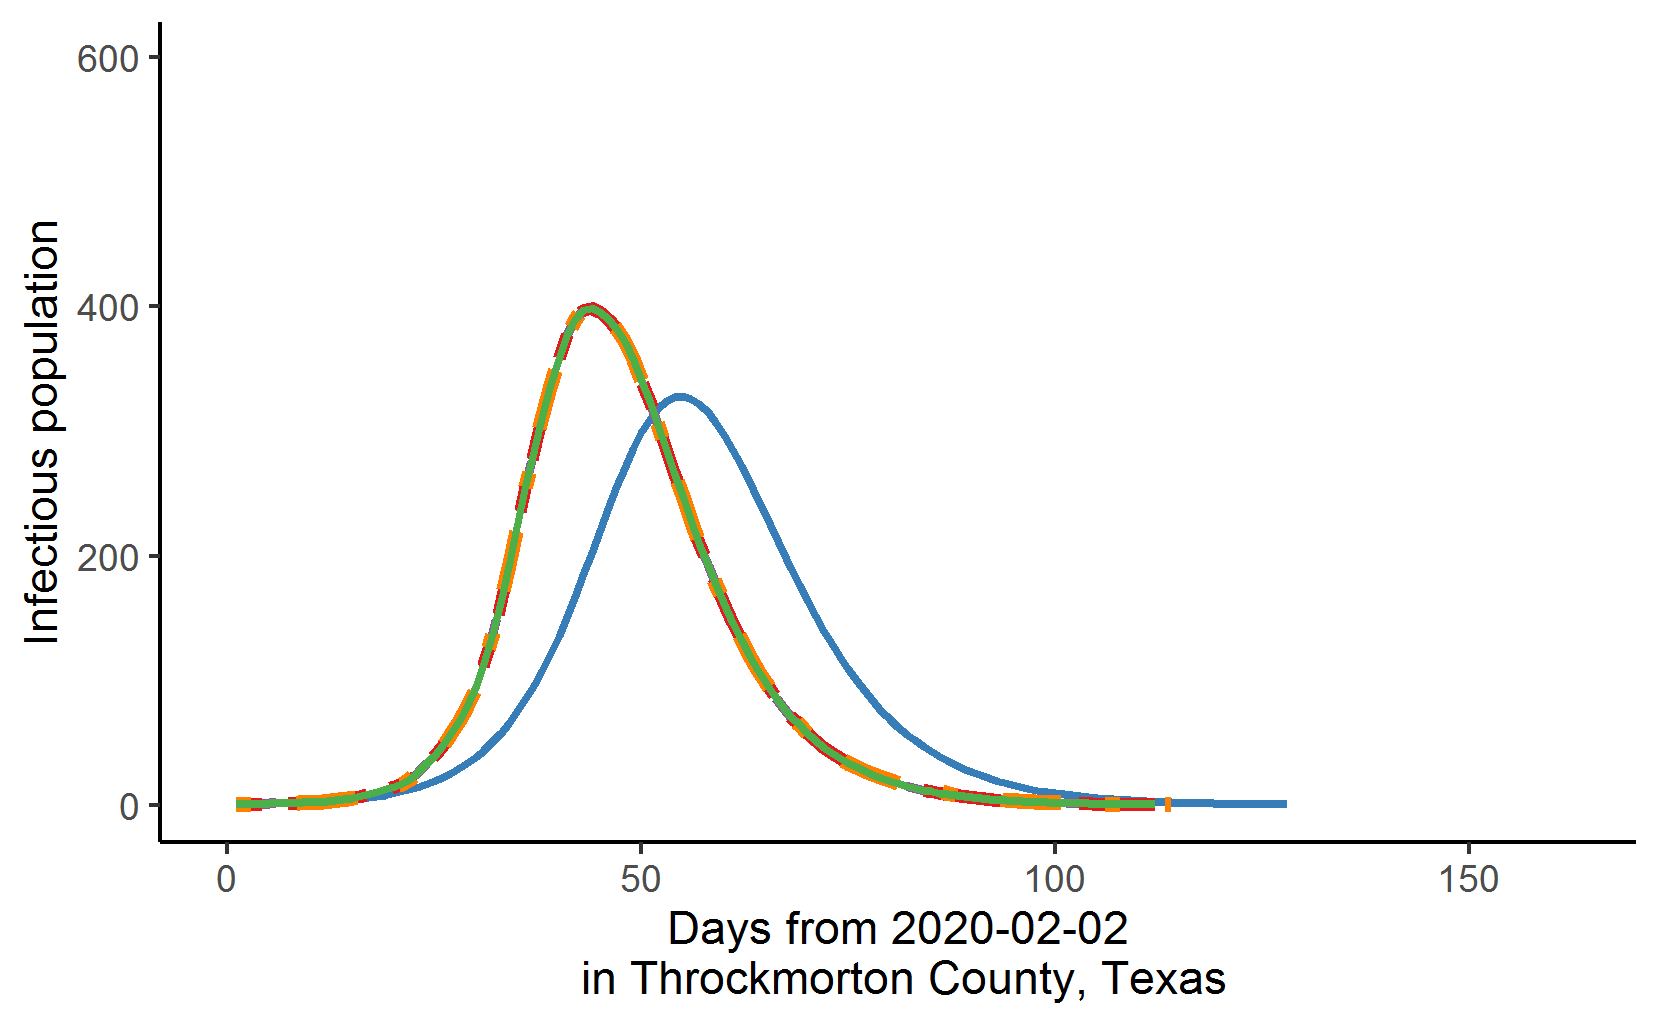 600
400
200
0
Infectious population
0 50 100 150
Days from 2020-02-02
in Throckmorton County, Texas